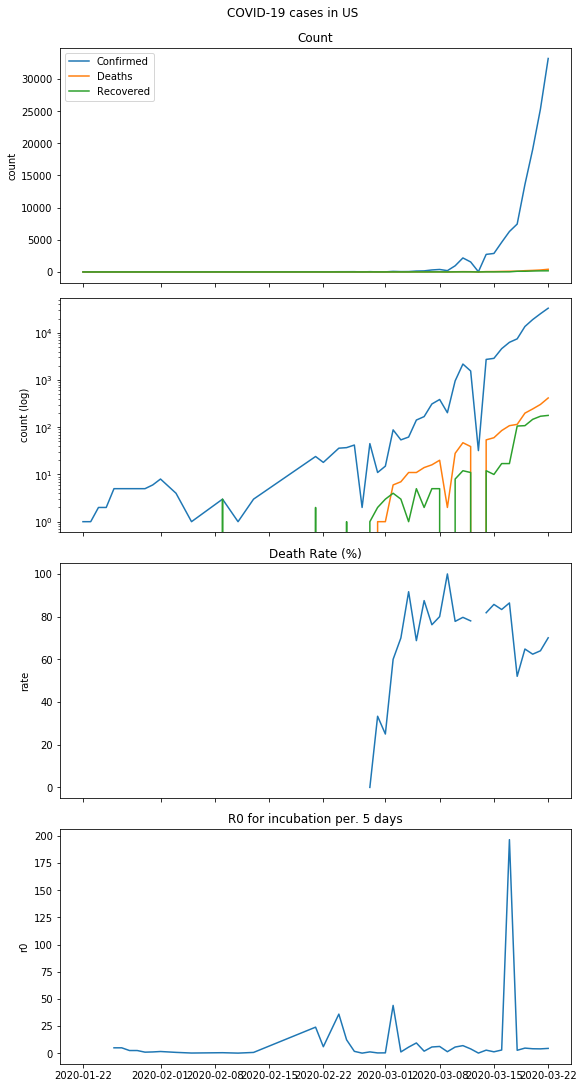 COVID-19 cases in US
Count
Confirmed
Deaths
Recovered
30000
25000
20000
15000
10000
5000
0
count
10^4
10^3
10^2
10^1
10^0
count (log)
Death Rate (%)
100
80
60
40
20
0
rate
R0 for incubation per. 5 days
200
175
150
125
100
75
50
25
0
r0
2020-01-22 2020-02-01 2020-02-08 2020-02-15 2020-02-22 2020-03-01 2020-03-08 2020-03-15 2020-03-22